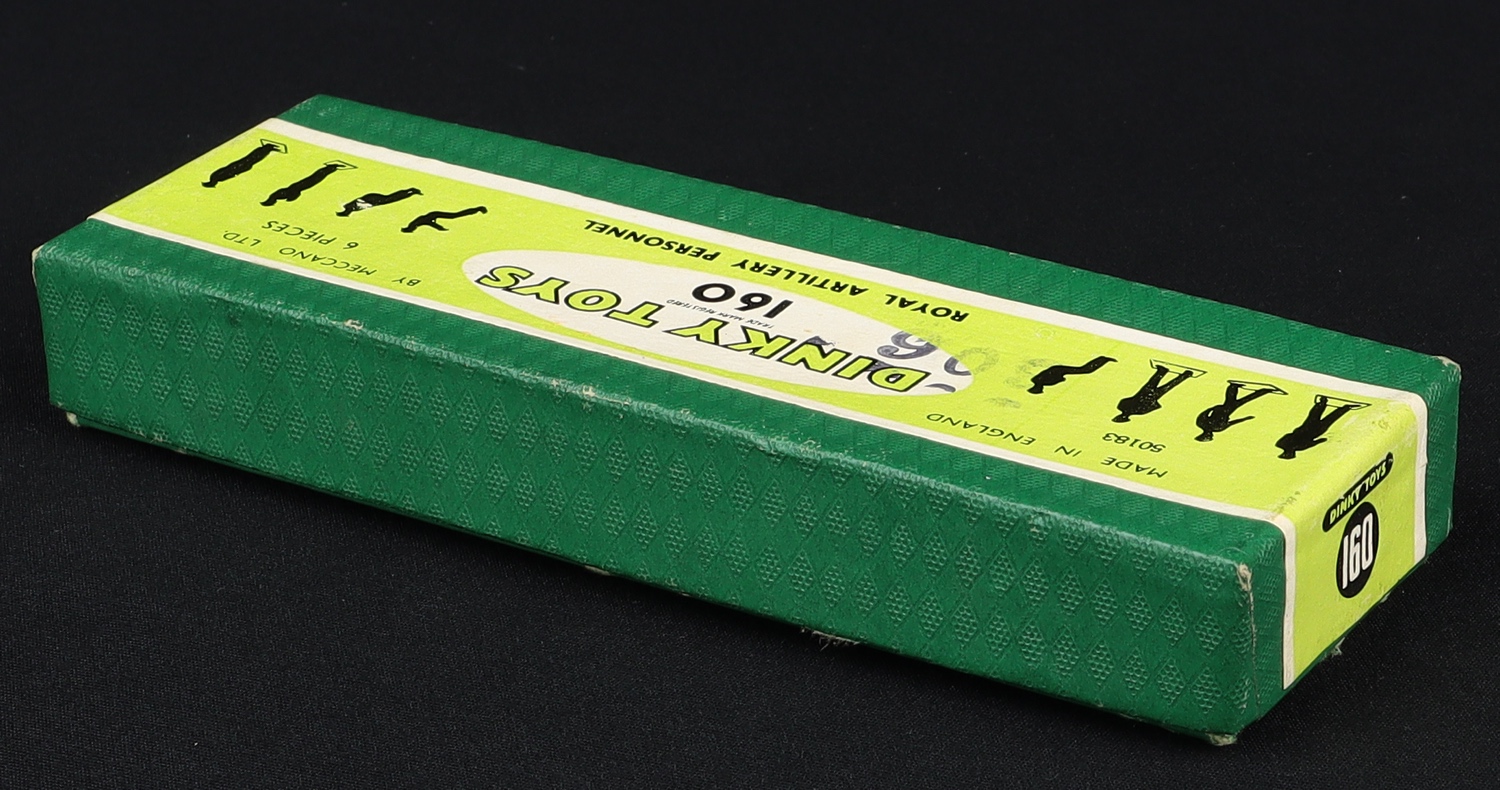 MADE IN ENGLAND
50183
DINKY TOYS
TRADE MARK REGISTERED
160
ROYAL ARTILLERY PERSONNEL
BY MECCANO LTD.
6 PIECES
DINKY TOYS
160